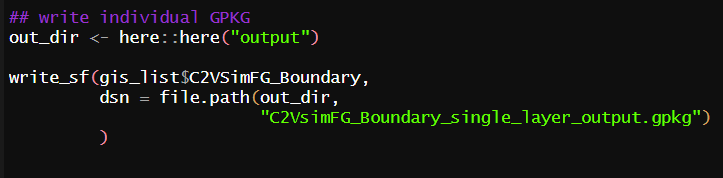 ## write individual GPKG
out_dir <- here::here("output")
write_sf(gis_list$C2VSimFG_Boundary,
dsn = file.path(out_dir,
"C2VsimFG_Boundary_single_layer_output.gpkg")
)